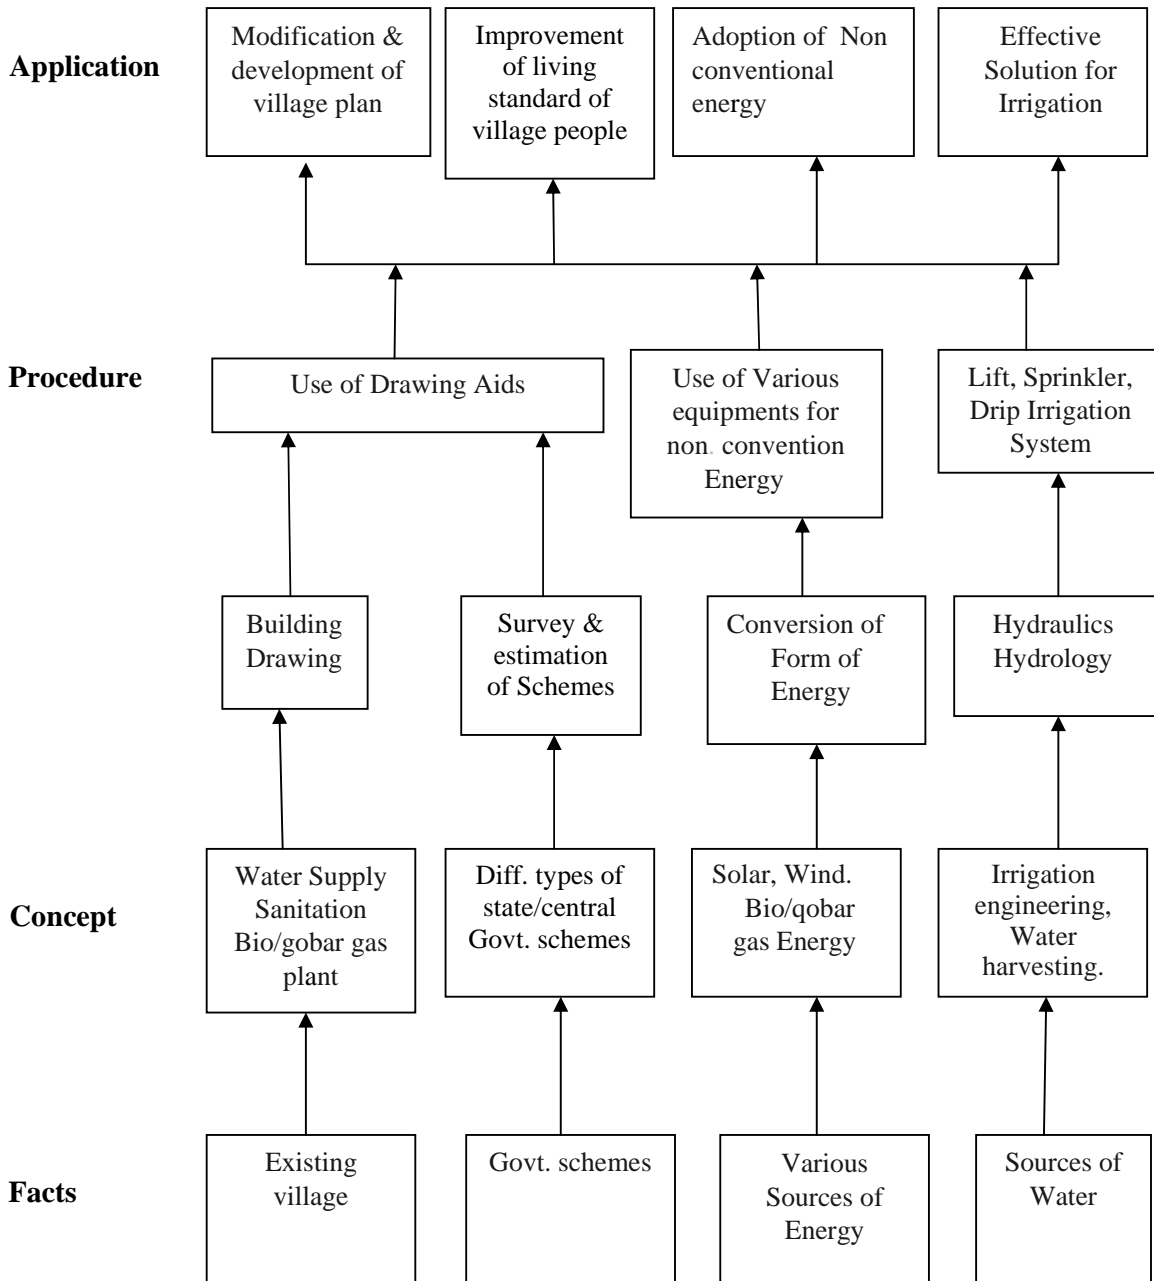 Application
Modification &
development of
village plan
Improvement
of living
standard of
village people
Adoption of Non
conventional
energy
Effective
Solution for
Irrigation
Procedure
Use of Drawing Aids
Use of Various
equipments for
non. convention
Energy
Lift, Sprinkler,
Drip Irrigation
System
Building
Drawing
Survey &
estimation
of Schemes
Conversion of
Form of
Energy
Hydraulics
Hydrology
Concept
Water Supply
Sanitation
Bio/gobar gas
plant
Diff. types of
state/central
Govt. schemes
Solar, Wind.
Bio/qobar
gas Energy
Irrigation
engineering,
Water
harvesting.
Facts
Existing
village
Govt. schemes
Various
Sources of
Energy
Sources of
Water